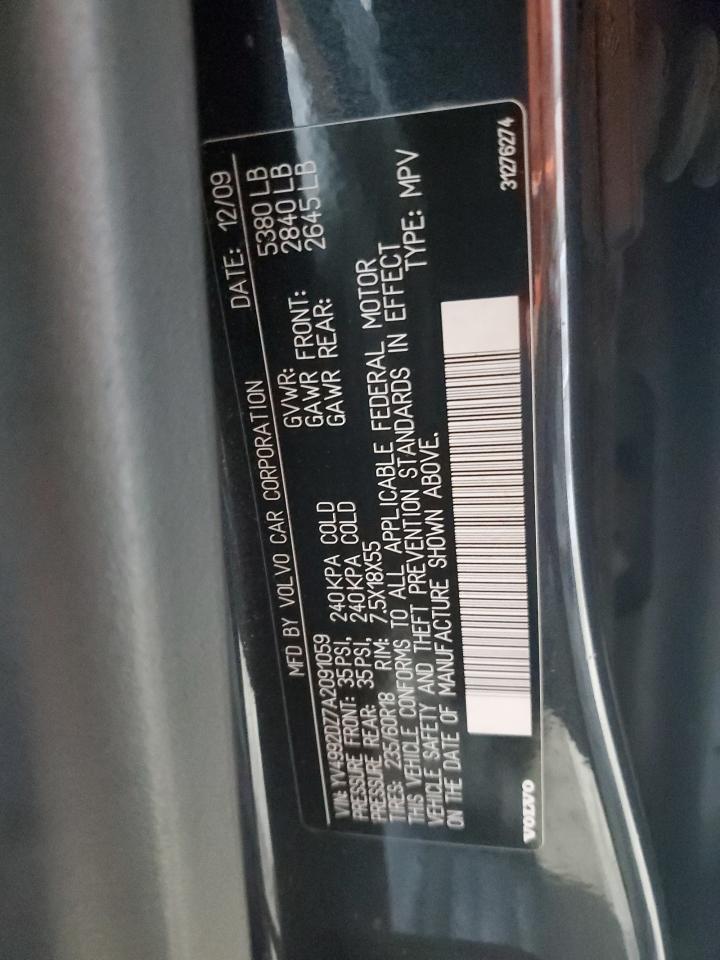 MFD BY VOLVO CAR CORPORATION DATE: 12/09
GVWR: 5380 LB
GAWR FRONT: 2840 LB
GAWR REAR: 2645 LB
VIN: YV4992DZ7A2091059
PRESSURE FRONT: 35PSI, 240KPA COLD
PRESSURE REAR: 35PSI, 240KPA COLD
TIRES: 235/60R18 RIM: 7.5X18X55
THIS VEHICLE CONFORMS TO ALL APPLICABLE FEDERAL MOTOR
VEHICLE SAFETY AND THEFT PREVENTION STANDARDS IN EFFECT
ON THE DATE OF MANUFACTURE SHOWN ABOVE. TYPE: MPV
VOLVO 31276274